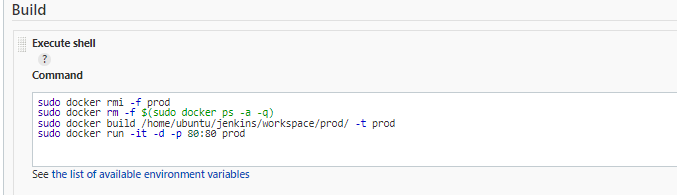 Build
Execute shell
?
Command
sudo docker rmi -f prod
sudo docker rm -f $(sudo docker ps -a -q)
sudo docker build /home/ubuntu/jenkins/workspace/prod/ -t prod
sudo docker run -it -d -p 80:80 prod
See the list of available environment variables